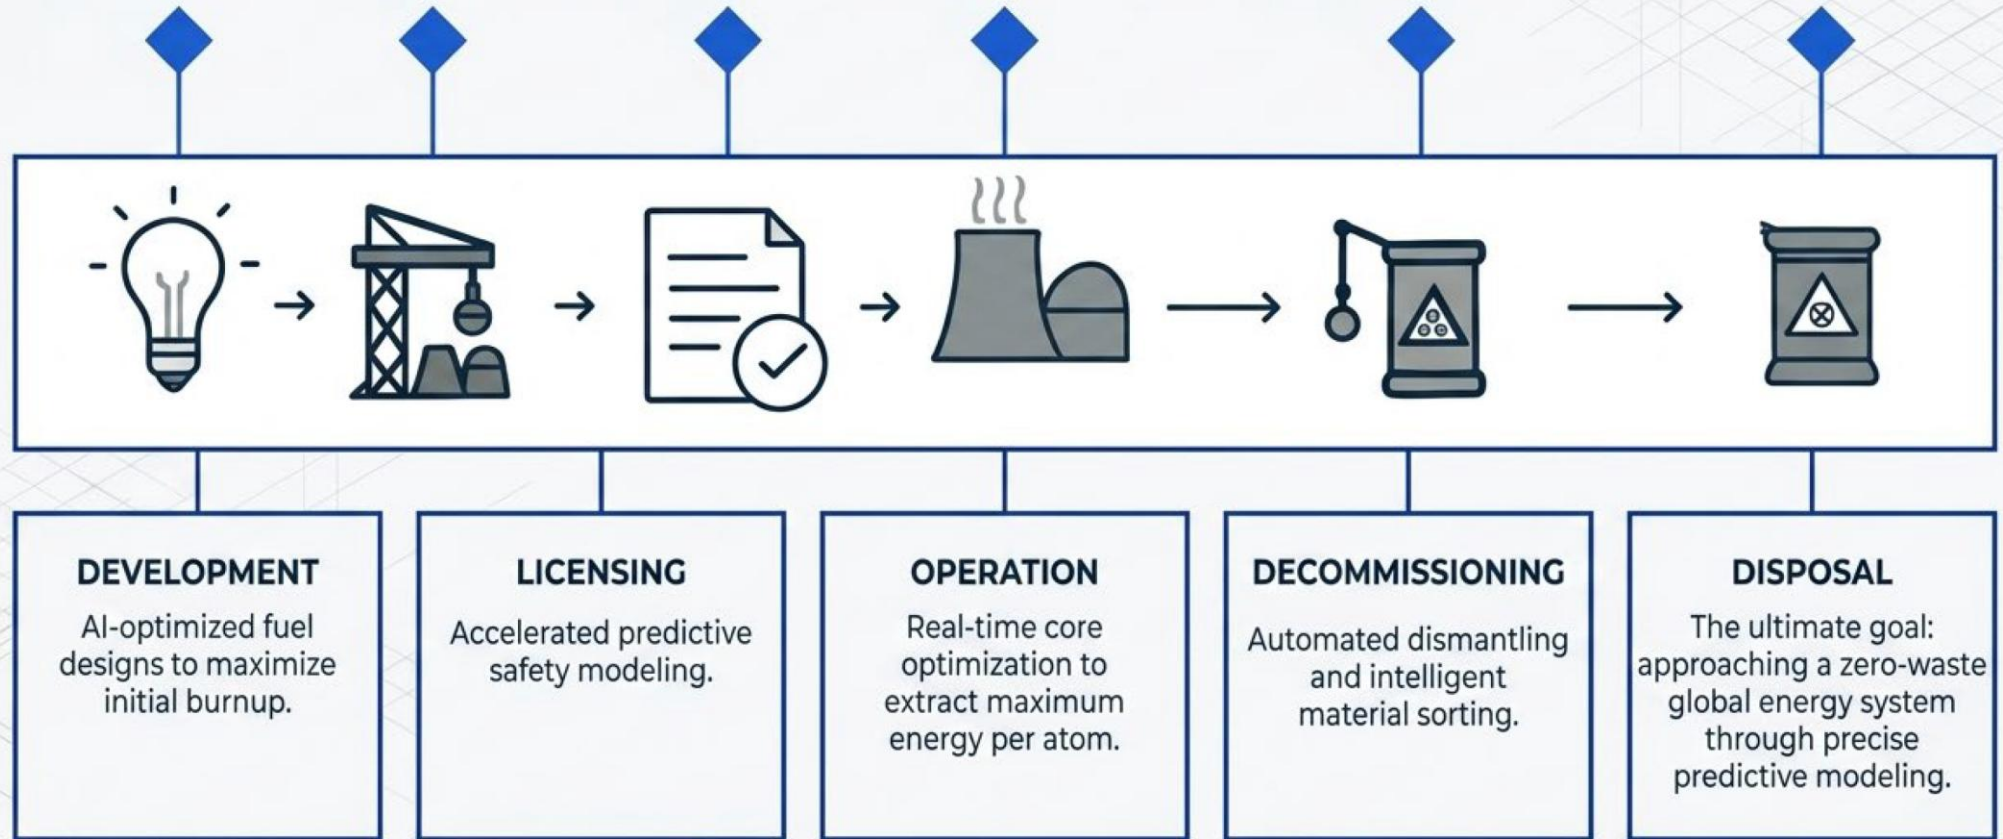 DEVELOPMENT
AI-optimized fuel
designs to maximize
initial burnup.
LICENSING
Accelerated predictive
safety modeling.
OPERATION
Real-time core
optimization to
extract maximum
energy per atom.
DECOMMISSIONING
Automated dismantling
and intelligent
material sorting.
DISPOSAL
The ultimate goal:
approaching a zero-waste
global energy system
through precise
predictive modeling.